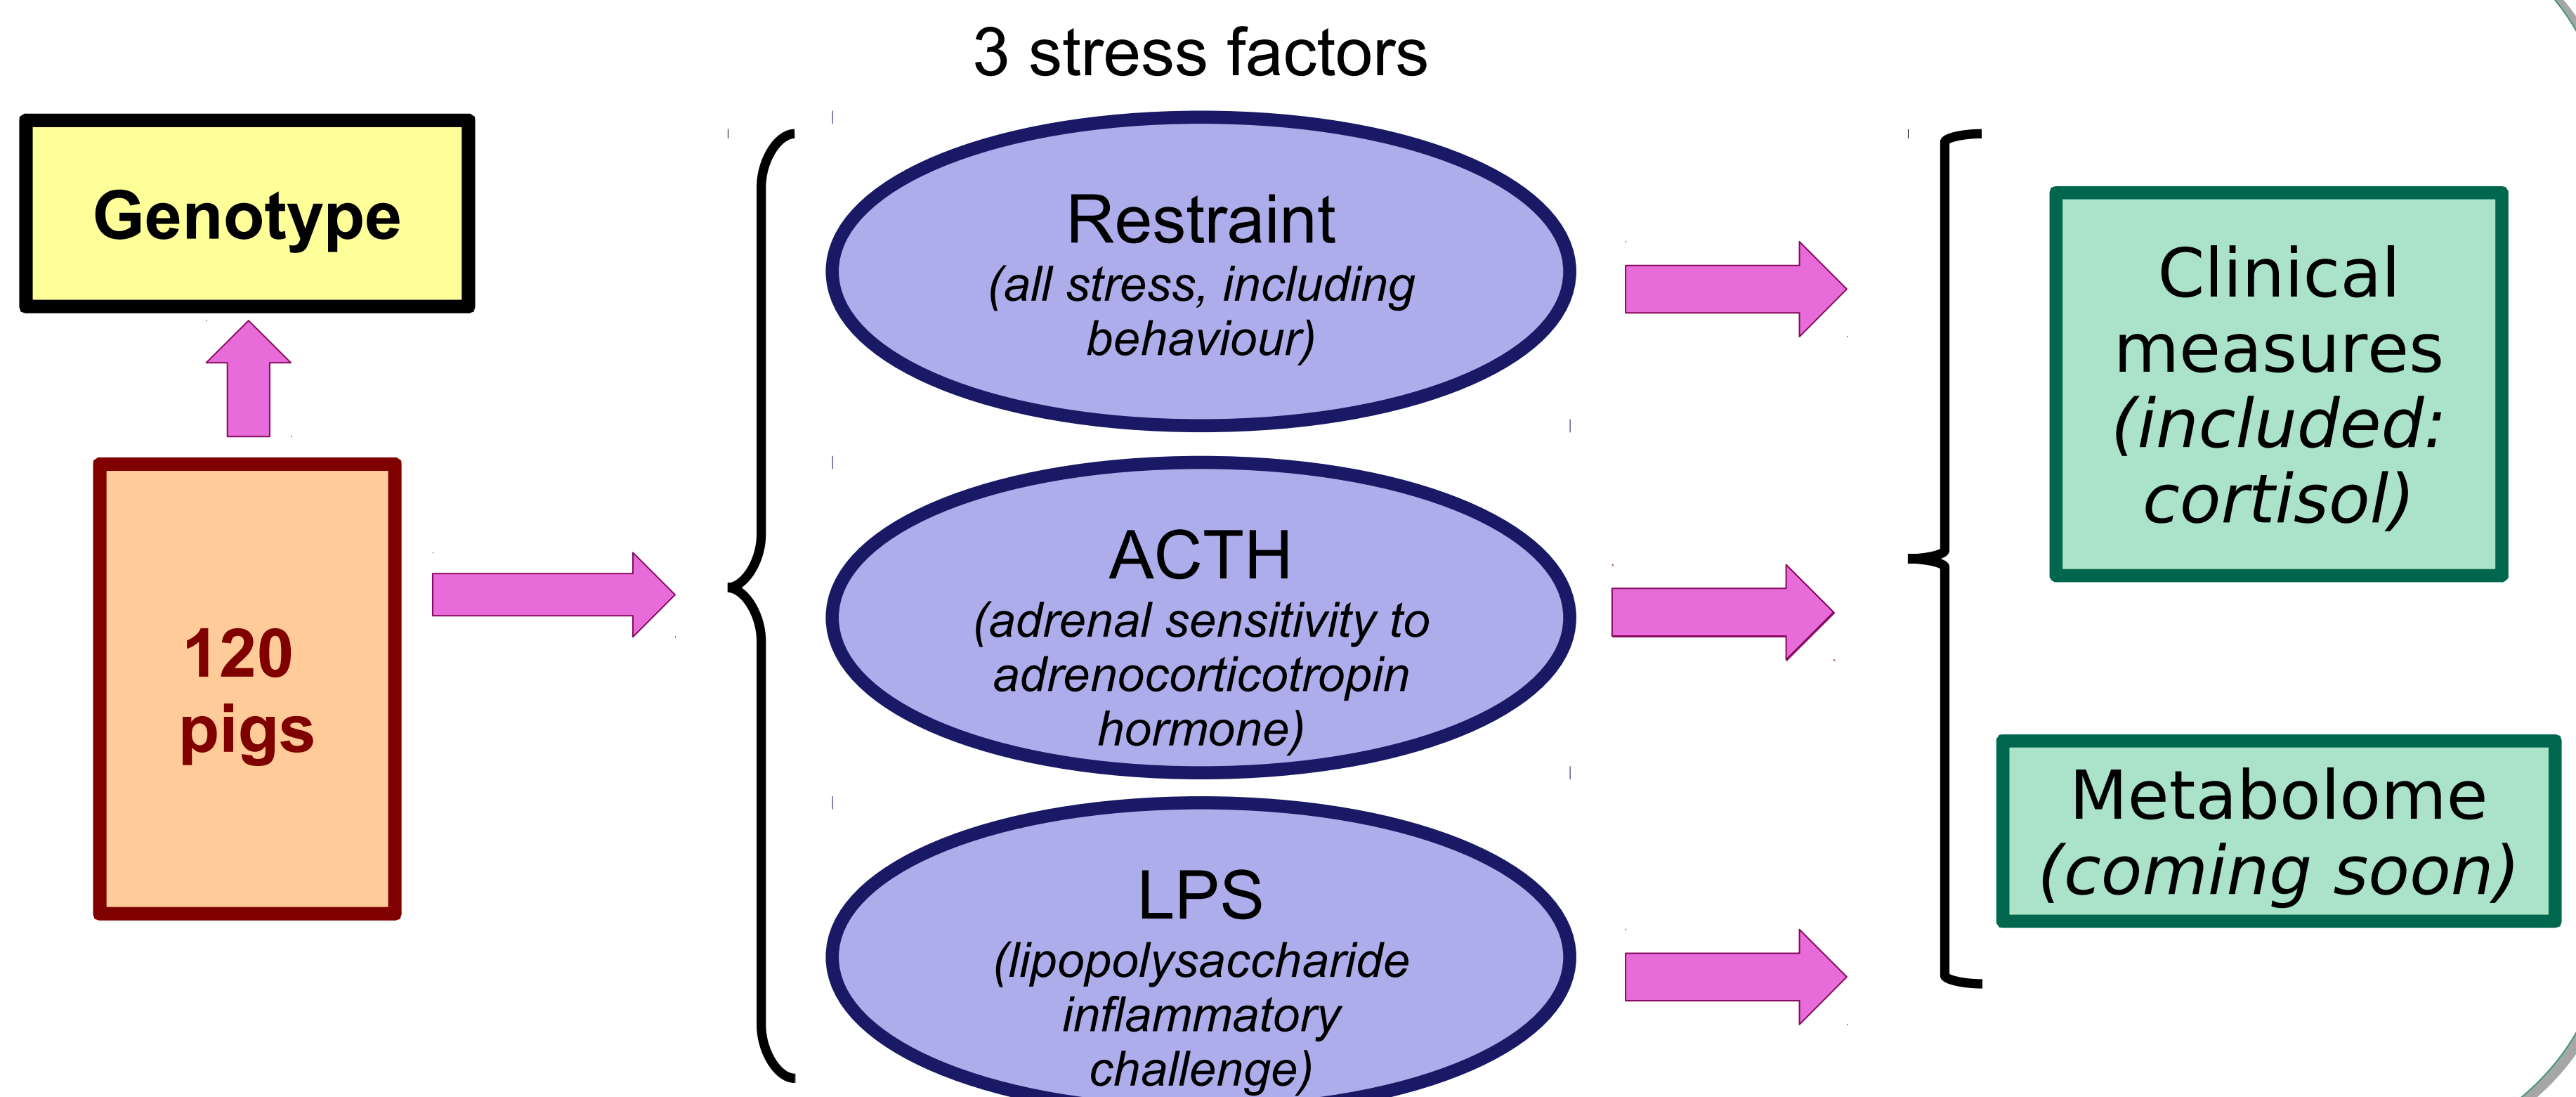 3 stress factors
Genotype
120
pigs
Restraint
(all stress, including
behaviour)
ACTH
(adrenal sensitivity to
adrenocorticotropin
hormone)
LPS
(lipopolysaccharide
inflammatory
challenge)
Clinical
measures
(included:
cortisol)
Metabolome
(coming soon)